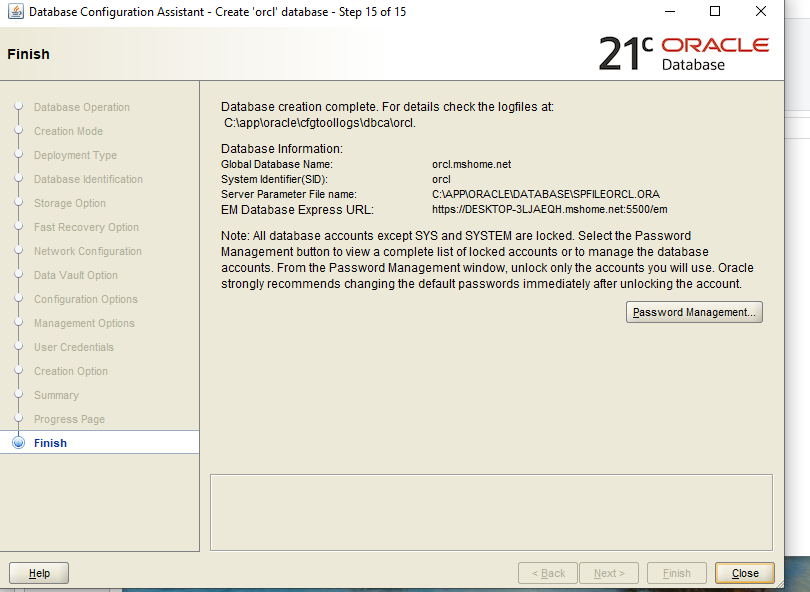 Database Configuration Assistant - Create 'orcl' database - Step 15 of 15
Finish
21c ORACLE
Database
Database Operation
Creation Mode
Deployment Type
Database Identification
Storage Option
Fast Recovery Option
Network Configuration
Data Vault Option
Configuration Options
Management Options
User Credentials
Creation Option
Summary
Progress Page
Finish
Database creation complete. For details check the logfiles at:
C:\app\oracle\cfgtoollogs\dbca\orcl.
Database Information:
Global Database Name: orcl.mshome.net
System Identifier(SID): orcl
Server Parameter File name: C:\APP\ORACLE\DATABASE\SPFILEORCL.ORA
EM Database Express URL: https://DESKTOP-3LJAEQH.mshome.net:5500/em
Note: All database accounts except SYS and SYSTEM are locked. Select the Password
Management button to view a complete list of locked accounts or to manage the database
accounts. From the Password Management window, unlock only the accounts you will use. Oracle
strongly recommends changing the default passwords immediately after unlocking the account.
Password Management...
Help
< Back
Next >
Finish
Close